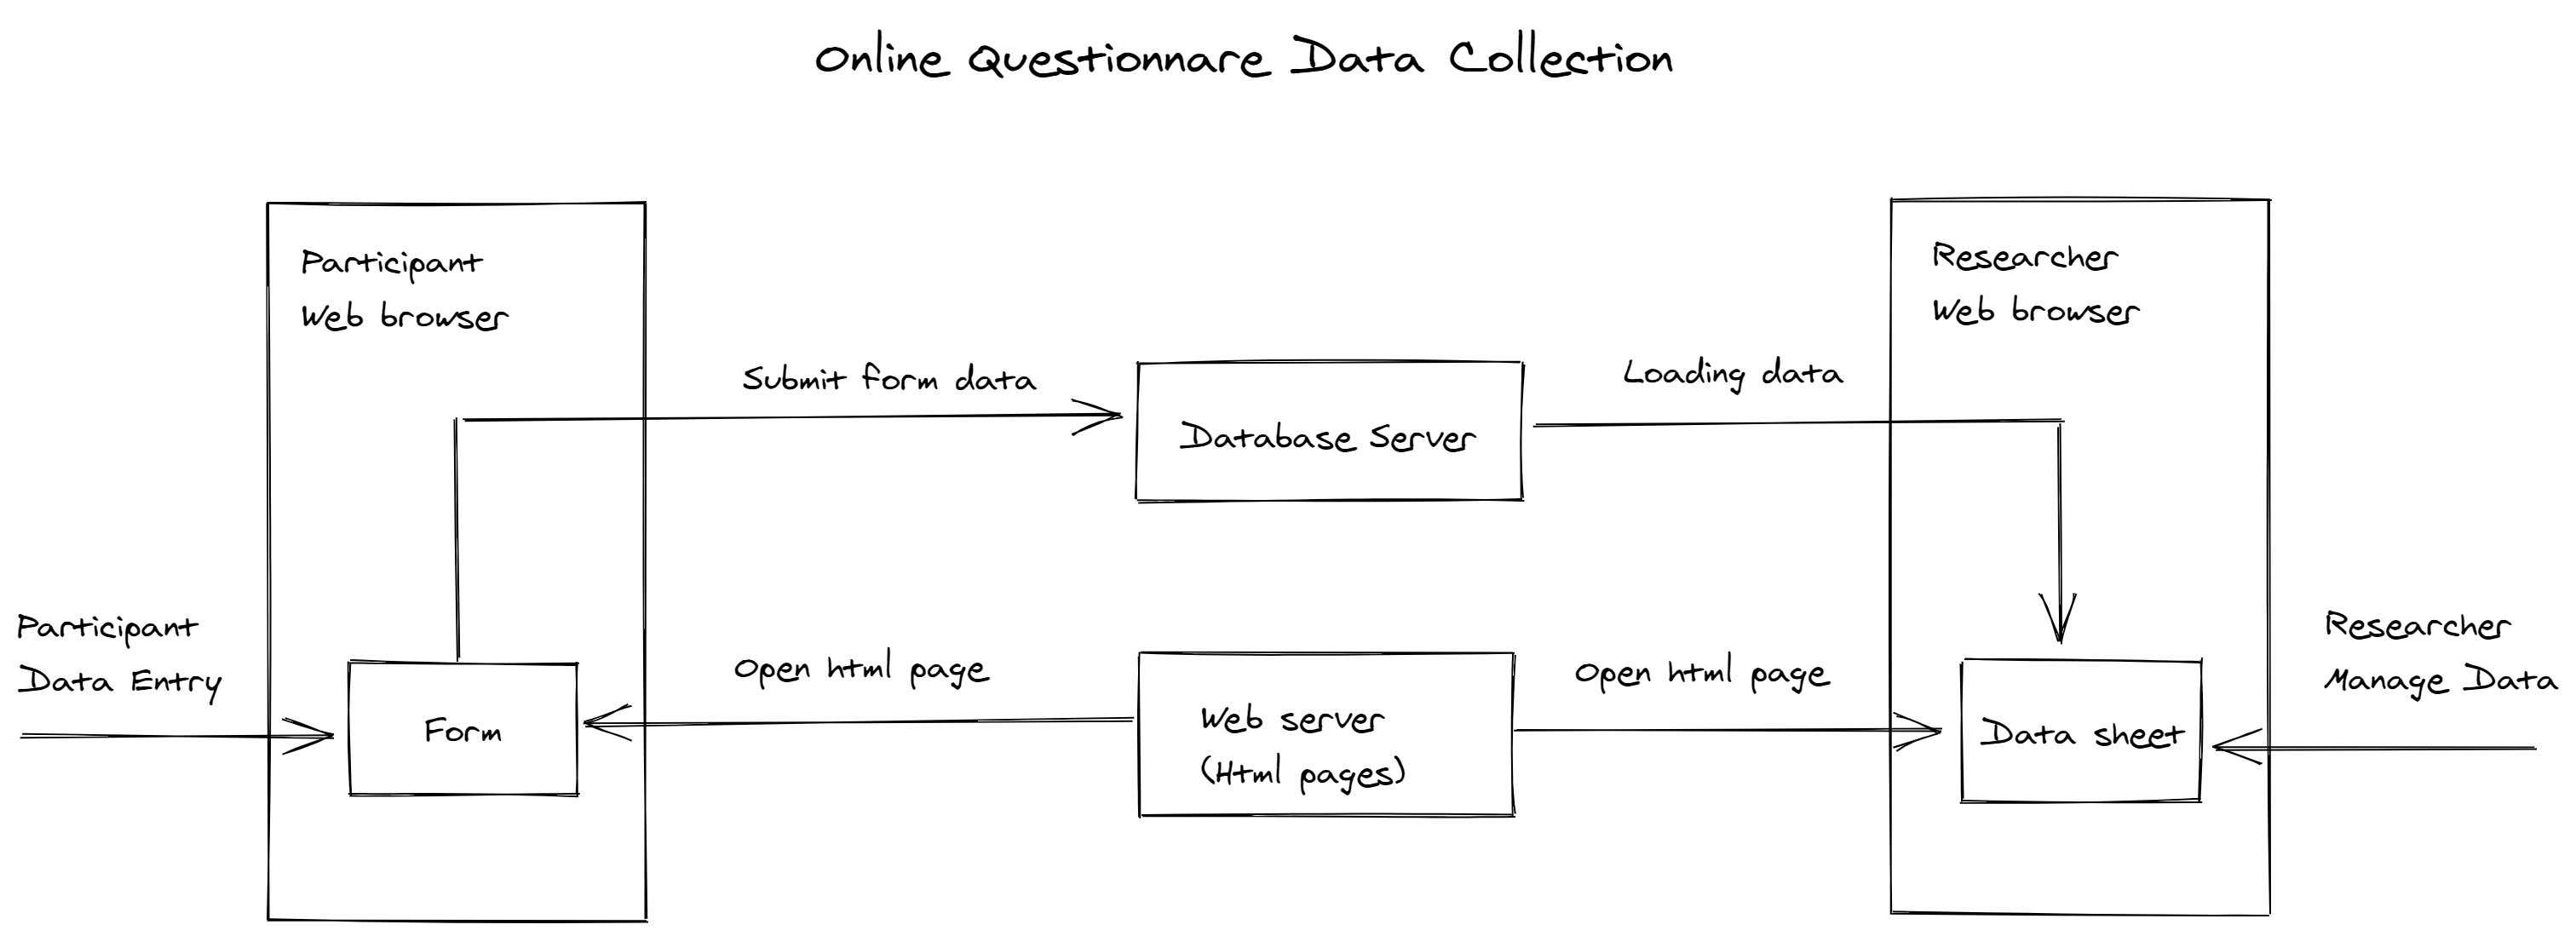 Online Questionnare Data Collection
Participant
Web browser
Researcher
Web browser
Submit form data
Loading data
Database Server
Participant
Data Entry
Open html page
Open html page
Researcher
Manage Data
Form
Web server
(Html pages)
Data sheet